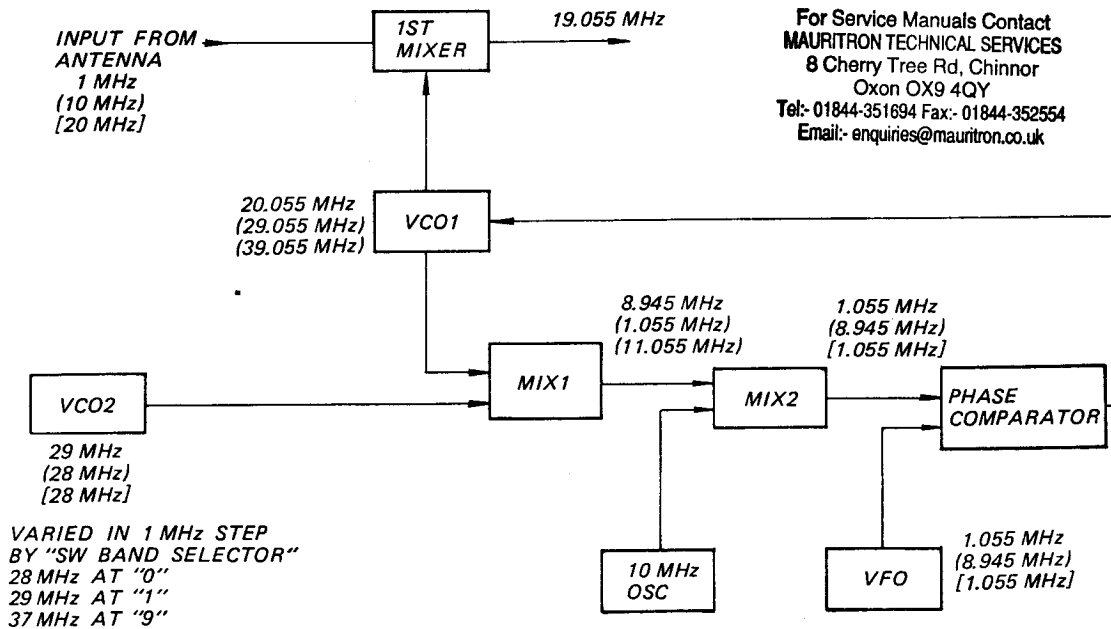 INPUT FROM
ANTENNA
1 MHz
(10 MHz)
[20 MHz]
1ST
MIXER
19.055 MHz
For Service Manuals Contact
MAURITRON TECHNICAL SERVICES
8 Cherry Tree Rd, Chinnor
Oxon OX9 4QY
Tel:- 01844-351694 Fax:- 01844-352554
Email:- enquiries@mauritron.co.uk
20.055 MHz
(29.055 MHz)
(39.055 MHz)
VCO1
8.945 MHz
(1.055 MHz)
(11.055 MHz)
1.055 MHz
(8.945 MHz)
[1.055 MHz]
MIX1
MIX2
PHASE
COMPARATOR
VCO2
29 MHz
(28 MHz)
[28 MHz]
VARIED IN 1 MHz STEP
BY "SW BAND SELECTOR"
28 MHz AT "0"
29 MHz AT "1"
37 MHz AT "9"
10 MHz
OSC
VFO
1.055 MHz
(8.945 MHz)
[1.055 MHz]